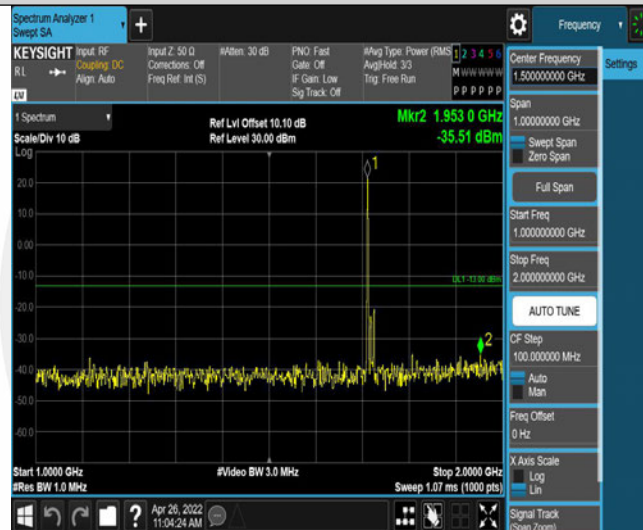 Spectrum Analyzer 1
Swept SA
+
Frequency
KEYSIGHT
RL
LXI
Input: RF
Coupling: DC
Align: Auto
Input Z: 50 Ω
Corrections: Off
Freq Ref: Int (S)
#Atten: 30 dB
PNO: Fast
Gate: Off
IF Gain: Low
Sig Track: Off
#Avg Type: Power (RMS
Avg|Hold: 3/3
Trig: Free Run
1 2 3 4 5 6
M W W W W W
P P P P P P
1 Spectrum
Scale/Div 10 dB
Log
Ref Lvl Offset 10.10 dB
Ref Level 30.00 dBm
Mkr2 1.953 0 GHz
-35.51 dBm
20.0
10.0
0.00
-10.0
-20.0
-30.0
-40.0
-50.0
-60.0
1
DL1 -13.00 dBm
2
Start 1.0000 GHz
#Res BW 1.0 MHz
#Video BW 3.0 MHz
Stop 2.0000 GHz
Sweep 1.07 ms (1000 pts)
?
Apr 26, 2022
11:04:24 AM
Center Frequency
1.500000000 GHz
Span
1.00000000 GHz
Swept Span
Zero Span
Full Span
Start Freq
1.000000000 GHz
Stop Freq
2.000000000 GHz
AUTO TUNE
CF Step
100.000000 MHz
Auto
Man
Freq Offset
0 Hz
X Axis Scale
Log
Lin
Signal Track
(Span Zoom)
Settings